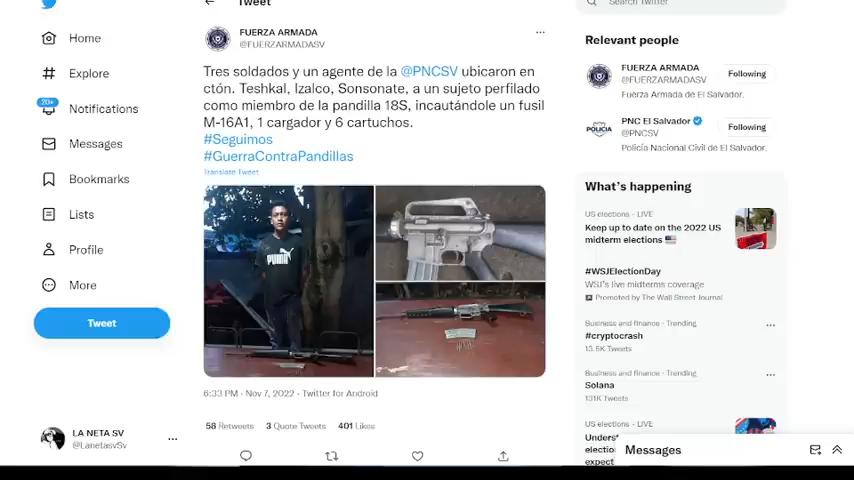 Tweet
Search Twitter
FUERZA ARMADA
@FUERZARMADASV
Tres soldados y un agente de la @PNCSV ubicaron en
ctón. Teshkal, Izalco, Sonsonate, a un sujeto perfilado
como miembro de la pandilla 18S, incautándole un fusil
M-16A1, 1 cargador y 6 cartuchos.
#Seguimos
#GuerraContraPandillas
Translate Tweet
PUMA
6:33 PM · Nov 7, 2022 · Twitter for Android
58 Retweets 3 Quote Tweets 401 Likes
Home
Explore
20+
Notifications
Messages
Bookmarks
Lists
Profile
More
Tweet
LA NETA SV
@LanetasvSv
Relevant people
FUERZA ARMADA
@FUERZARMADASV
Following
Fuerza Armada de El Salvador.
PNC El Salvador
@PNCSV
Following
POLICIA
Policía Nacional Civil de El Salvador.
What's happening
US elections · LIVE
Keep up to date on the 2022 US
midterm elections
#WSJElectionDay
WSJ's live midterms coverage
Promoted by The Wall Street Journal
Business and finance · Trending
#cryptocrash
13.5K Tweets
Business and finance · Trending
Solana
131K Tweets
US elections · LIVE
Unders
electio
expect
Messages